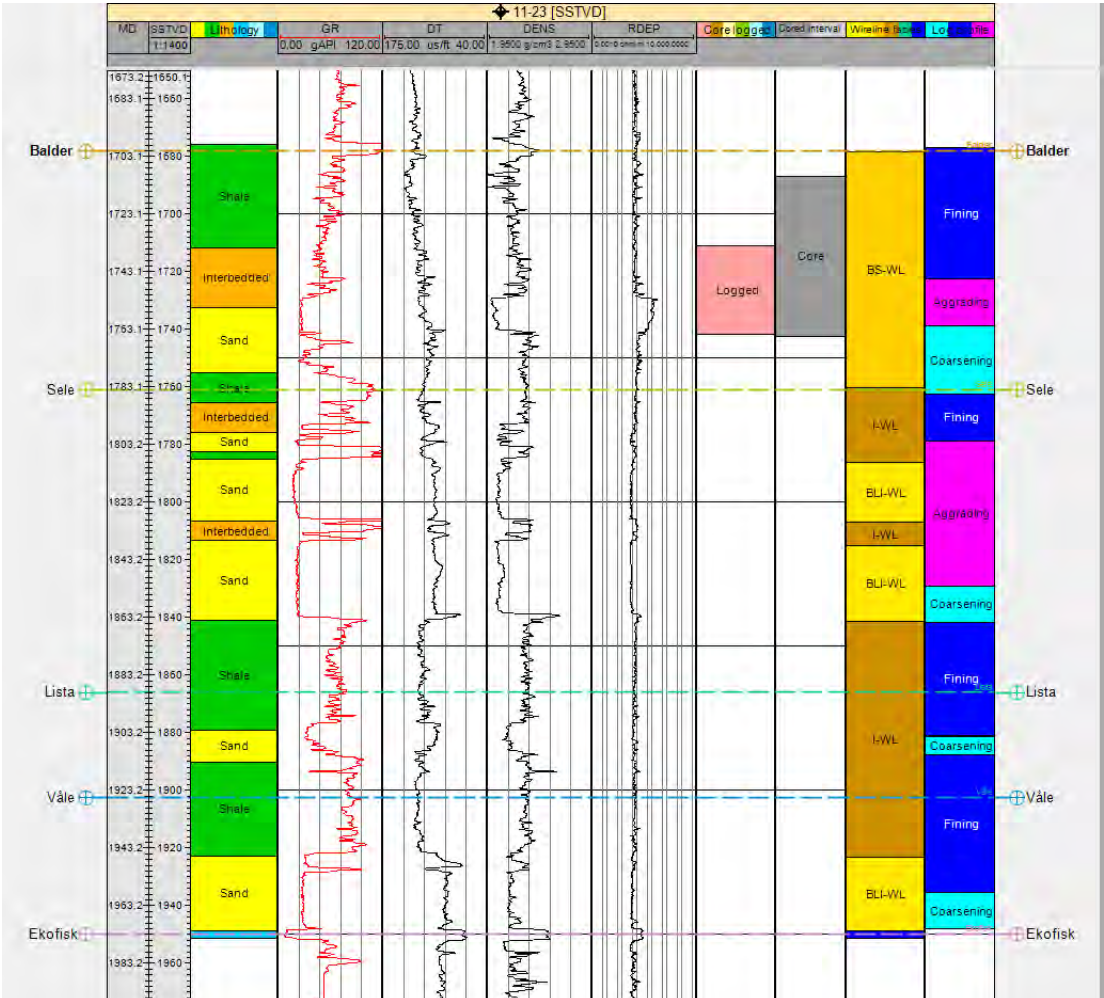 11-23 [SSTVD]
MD SSTVD Lithology GR DT DENS RDEP Core logged Cored interval Wireline facies
1:1400 0.00 gAPI 120.00 175.00 us/ft 40.00 1.9500 g/cm3 2.9500
1673.2 1650.1
1683.1 1660
Balder 1703.1 1680 Balder
Shale
1723.1 1700 Fining
Core
1743.1 1720 Interbedded BS-WL
Logged Aggrading
1763.1 1740
Sand Coarsening
Sele 1783.1 1760 Shale Sele
Interbedded I-WL Fining
1803.2 1780 Sand
Sand BLI-WL
1823.2 1800 Aggrading
Interbedded I-WL
1843.2 1820
Sand BLI-WL
1863.2 1840 Coarsening
1883.2 1860 Shale Fining
Lista Lista
1903.2 1880 Sand I-WL Coarsening
1923.2 1900
Våle Shale Våle
Fining
1943.2 1920
Sand BLI-WL
1963.2 1940 Coarsening
Ekofisk Ekofisk
1983.2 1960